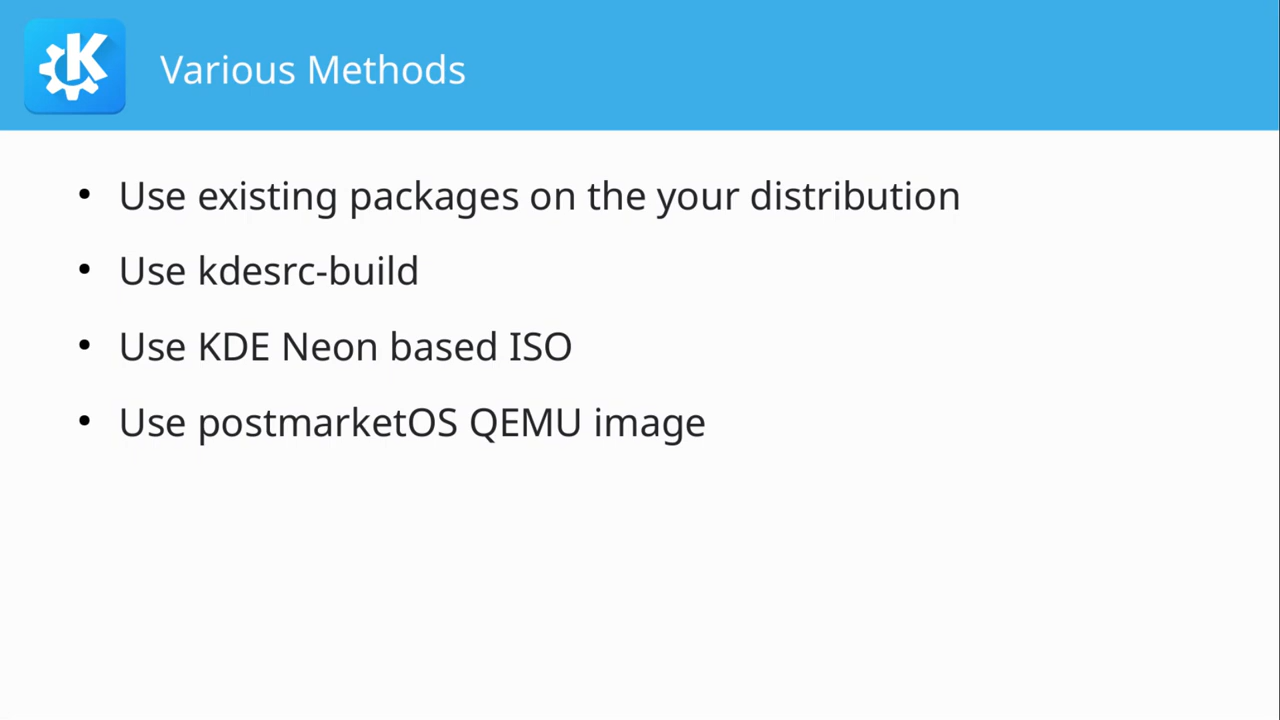 Various Methods
• Use existing packages on the your distribution
• Use kdesrc-build
• Use KDE Neon based ISO
• Use postmarketOS QEMU image